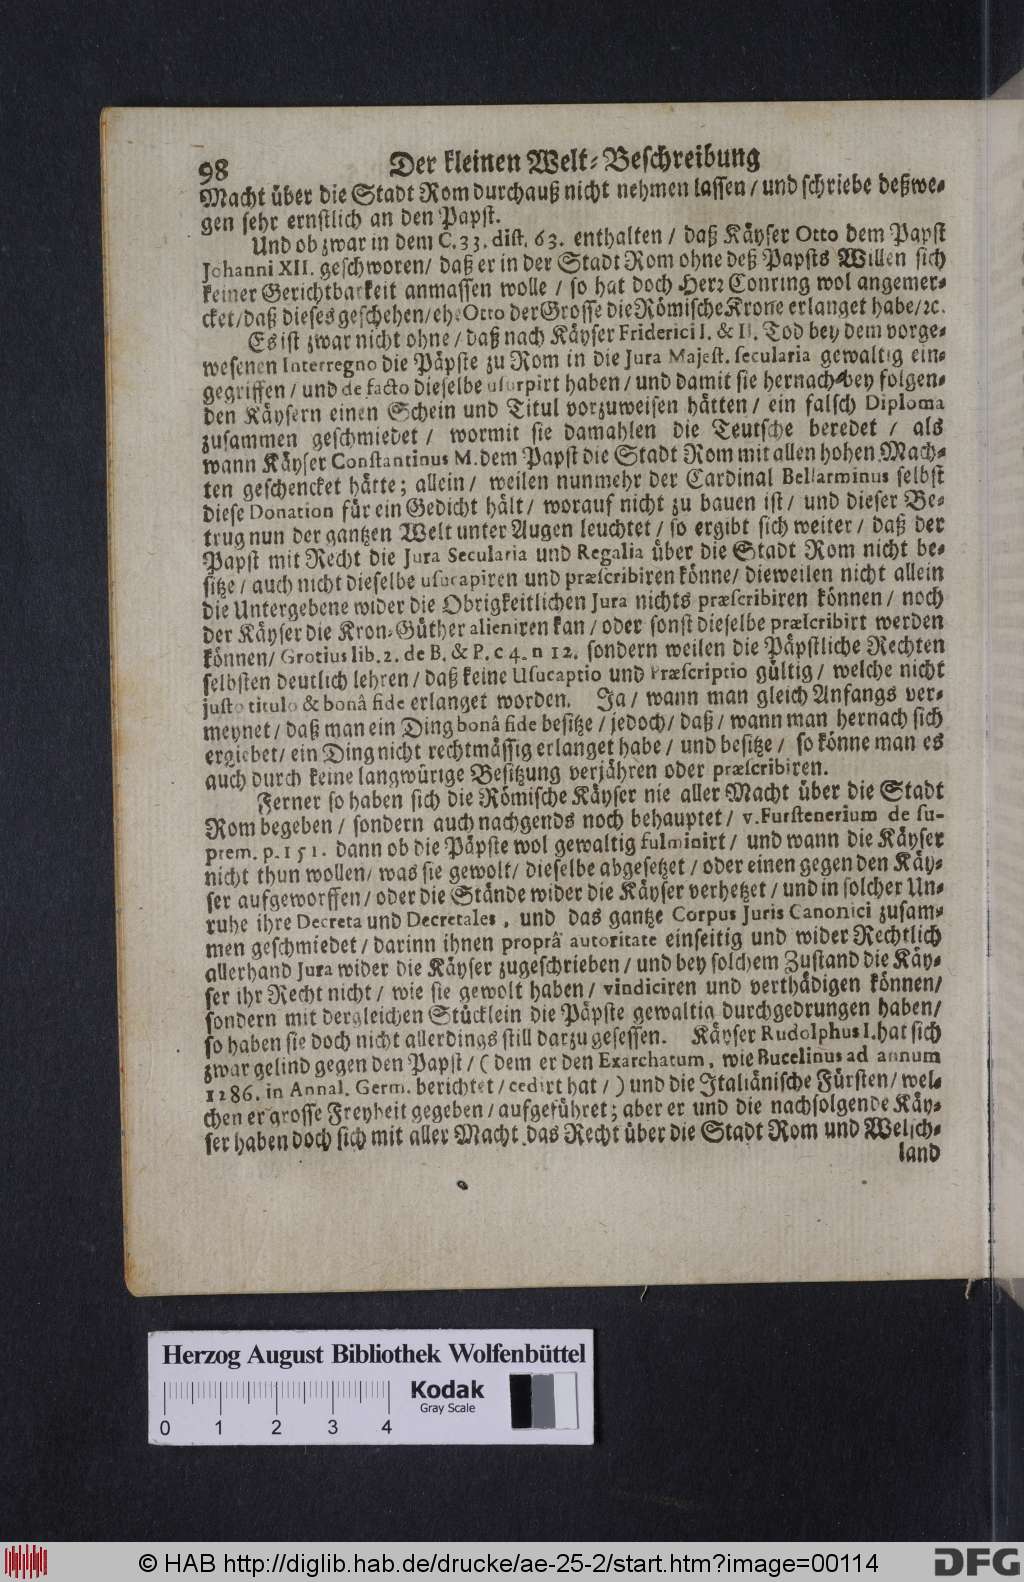 98 Der kleinen Welt-Beschreibung
Macht über die Stadt Rom durchauß nicht nehmen lassen / und schriebe deßwe-
gen sehr ernstlich an den Papst.
Und ob zwar in dem C. 33. dist. 63. enthalten / daß Käyser Otto dem Papst
Johanni XII. geschworen / daß er in der Stadt Rom ohne deß Papsts Willen sich
keiner Gerichtbarkeit anmassen wolle / so hat doch Herr Conring wol angemer-
cket / daß dieses geschehen / ehe Otto der Grosse die Römische Krone erlanget habe / ꝛc.
Es ist zwar nicht ohne / daß nach Käyser Friderici I. & II. Tod bey dem vorge-
wesenen Interregno die Päpste zu Rom in die Jura Majest. secularia gewaltig ein-
gegriffen / und de facto dieselbe usurpirt haben / und damit sie hernach bey folgen-
den Käysern einen Schein und Titul vorzuweisen hätten / ein falsch Diploma
zusammen geschmiedet / wormit sie damahlen die Teutsche beredet / als
wann Käyser Constantinus M. dem Papst die Stadt Rom mit allen hohen Mach-
ten geschencket hätte; allein / weilen nunmehr der Cardinal Bellarminus selbst
diese Donation für ein Gedicht hält / worauf nicht zu bauen ist / und dieser Be-
trug nun der gantzen Welt unter Augen leuchtet / so ergibt sich weiter / daß der
Papst mit Recht die Jura Secularia und Regalia über die Stadt Rom nicht be-
sitze / auch nicht dieselbe usucapiren und præscribiren könne / dieweilen nicht allein
die Untergebene wider die Obrigkeitlichen Jura nichts præscribiren können / noch
der Käyser die Kron-Güther alieniren kan / oder sonst dieselbe præscribirt werden
können / Grotius lib. 2. de B. & P. c 4. n 12. sondern weilen die Päpstliche Rechten
selbsten deutlich lehren / daß keine Usucaptio und Præscriptio gültig / welche nicht
justo titulo & bonâ fide erlanget worden. Ja / wann man gleich Anfangs ver-
meynet / daß man ein Ding bonâ fide besitze / jedoch / daß / wann man hernach sich
ergiebet / ein Ding nicht rechtmässig erlanget habe / und besitze / so könne man es
auch durch keine langwürige Besitzung verjähren oder præscribiren.
Ferner so haben sich die Römische Käyser nie aller Macht über die Stadt
Rom begeben / sondern auch nachgends noch behauptet / v. Furstenerium de su-
prem. p. 151. dann ob die Päpste wol gewaltig fulminirt / und wann die Käyser
nicht thun wollen / was sie gewolt / dieselbe abgesetzet / oder einen gegen den Käy-
ser aufgeworffen / oder die Stände wider die Käyser verhetzet / und in solcher Un-
ruhe ihre Decreta und Decretales, und das gantze Corpus Juris Canonici zusam-
men geschmiedet / darinn ihnen propriâ autoritate einseitig und wider Rechtlich
allerhand Jura wider die Käyser zugeschrieben / und bey solchem Zustand die Käy-
ser ihr Recht nicht / wie sie gewolt haben / vindiciren und verthädigen können /
sondern mit dergleichen Stücklein die Päpste gewaltig durchgedrungen haben /
so haben sie doch nicht allerdings still darzu gesessen. Käyser Rudolphus I. hat sich
zwar gelind gegen den Papst / ( dem er den Exarchatum, wie Bucelinus ad annum
1286. in Annal. Germ. berichtet / cedirt hat / ) und die Italiänische Fürsten / wel-
chen er grosse Freyheit gegeben / aufgeführet; aber er und die nachfolgende Käy-
ser haben doch sich mit aller Macht das Recht über die Stadt Rom und Welsch-
land
Herzog August Bibliothek Wolfenbüttel
Kodak
Gray Scale
0 1 2 3 4
© HAB http://diglib.hab.de/drucke/ae-25-2/start.htm?image=00114
DFG